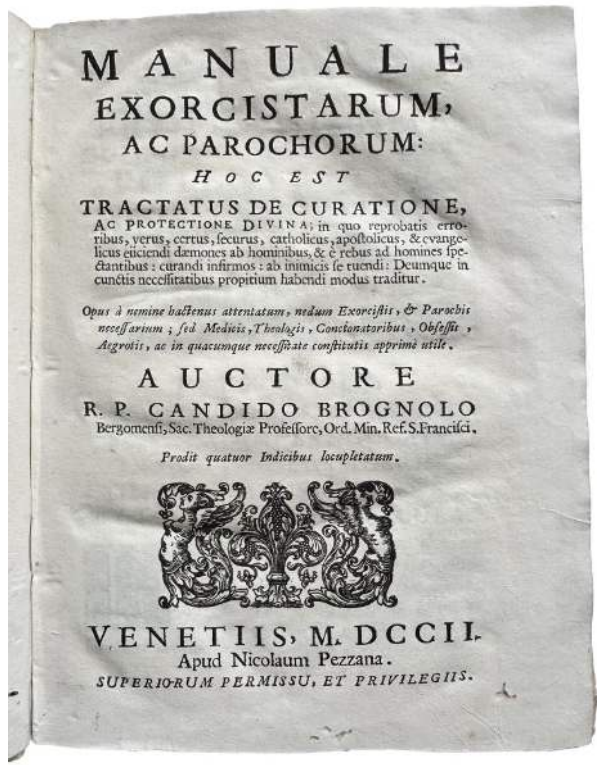 MANUALE
EXORCISTARUM,
AC PAROCHORUM:
HOC EST
TRACTATUS DE CURATIONE,
AC PROTECTIONE DIVINA; in quo reprobatis erro-
ribus, verus, certus, securus, catholicus, apostolicus, & evange-
licus eiiciendi dæmones ab hominibus, & è rebus ad homines spe-
ctantibus: curandi infirmos: ab inimicis se tuendi: Deumque in
cunctis necessitatibus propitium habendi modus traditur.
Opus à nemine hactenus attentatum, nedum Exorcistis, & Parochis
necessarium; sed Medicis, Theologis, Concionatoribus, Obsessis,
Aegrotis, ac in quacumque necessitate constitutis apprimè utile.
AUCTORE
R. P. CANDIDO BROGNOLO
Bergomensi, Sac. Theologiæ Professore, Ord. Min. Ref. S. Francisci.
Prodit quatuor Indicibus locupletatum.
VENETIIS, M. DCCII.
Apud Nicolaum Pezzana.
SUPERIORUM PERMISSU, ET PRIVILEGIIS.